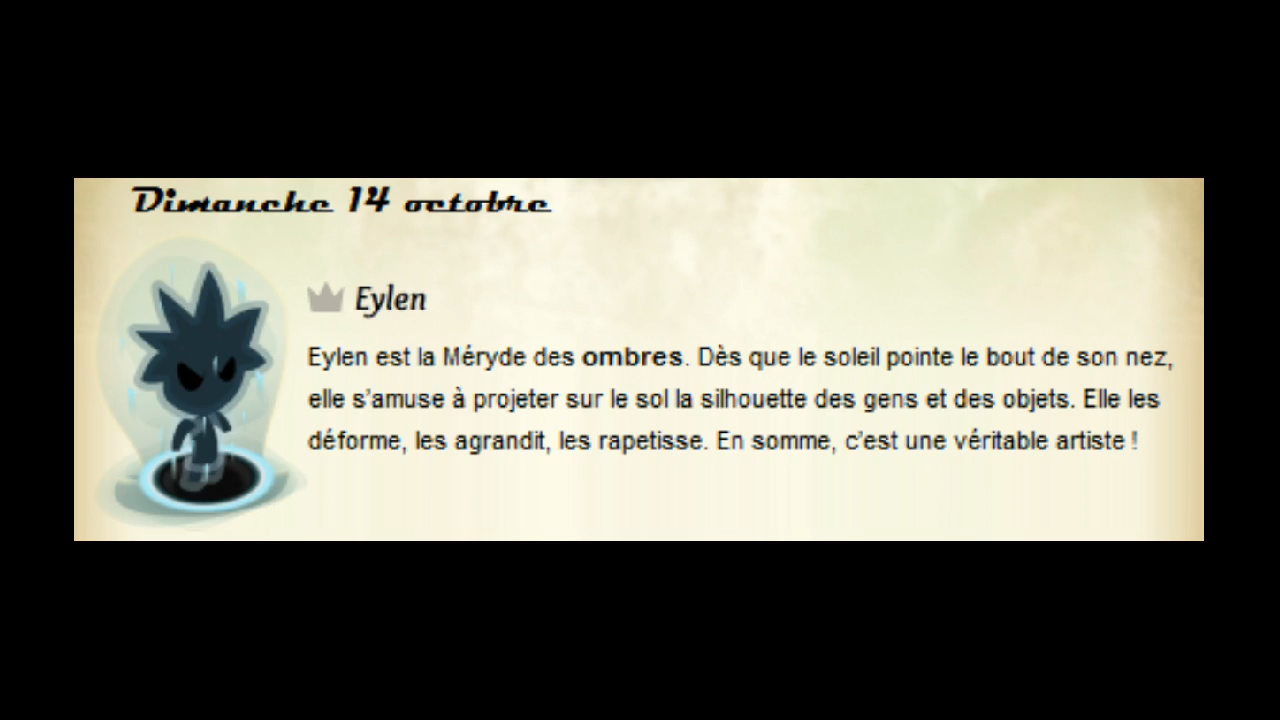 Dimanche 14 octobre
Eylen
Eylen est la Méryde des ombres. Dès que le soleil pointe le bout de son nez,
elle s'amuse à projeter sur le sol la silhouette des gens et des objets. Elle les
déforme, les agrandit, les rapetisse. En somme, c'est une véritable artiste !